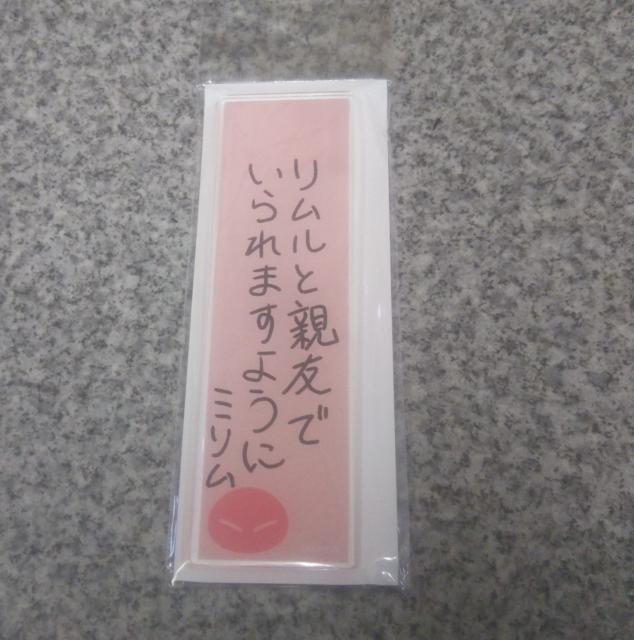 リムルと親友で
いられますように
ミリム